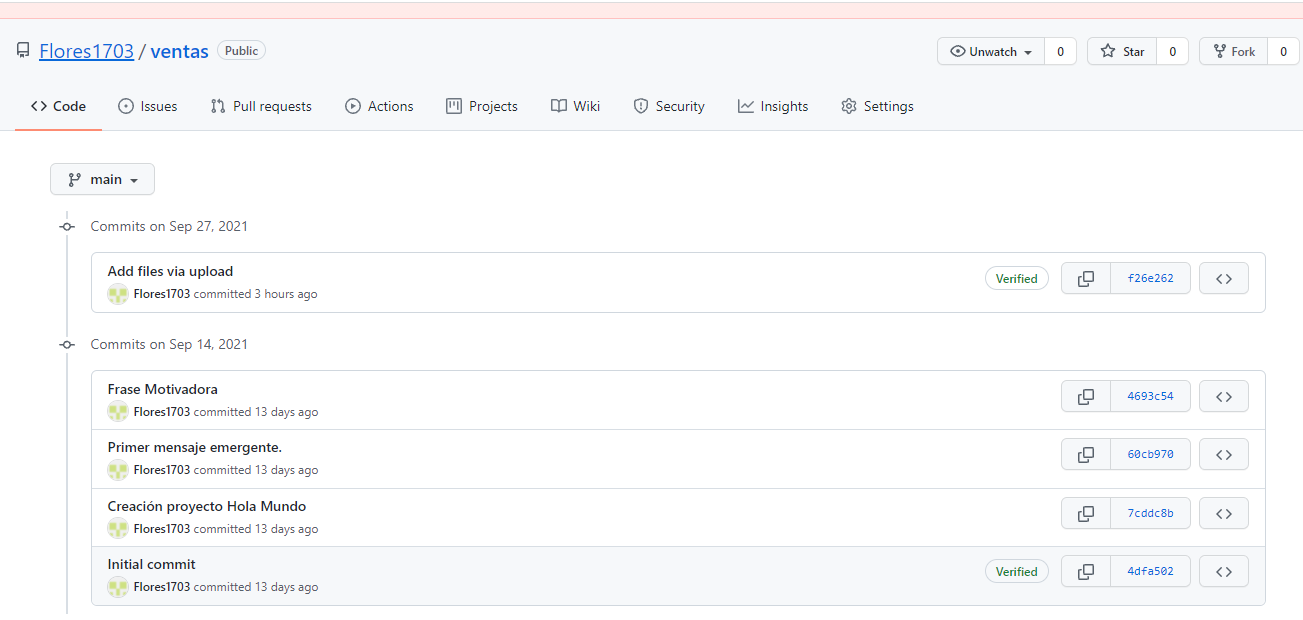 Flores1703 / ventas Public Unwatch 0 Star 0 Fork 0
Code Issues Pull requests Actions Projects Wiki Security Insights Settings
main
Commits on Sep 27, 2021
Add files via upload
Flores1703 committed 3 hours ago
Verified f26e262
Commits on Sep 14, 2021
Frase Motivadora
Flores1703 committed 13 days ago
4693c54
Primer mensaje emergente.
Flores1703 committed 13 days ago
60cb970
Creación proyecto Hola Mundo
Flores1703 committed 13 days ago
7cddc8b
Initial commit
Flores1703 committed 13 days ago
Verified 4dfa502